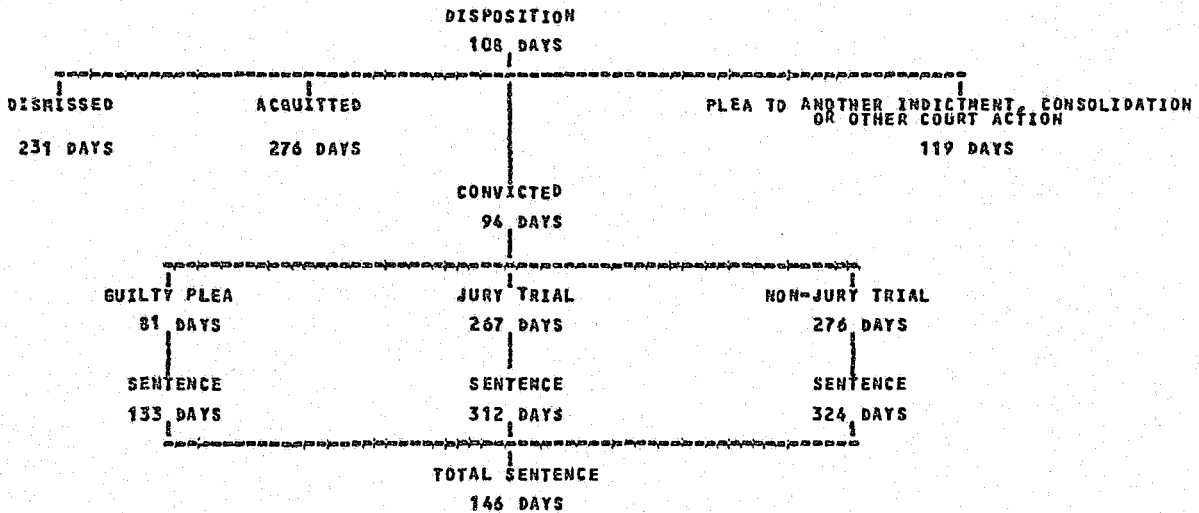 DISPOSITION
108 DAYS
DISMISSED ACQUITTED PLEA TO ANOTHER INDICTMENT, CONSOLIDATION
OR OTHER COURT ACTION
231 DAYS 276 DAYS 119 DAYS
CONVICTED
94 DAYS
GUILTY PLEA JURY TRIAL NON-JURY TRIAL
81 DAYS 267 DAYS 276 DAYS
SENTENCE SENTENCE SENTENCE
133 DAYS 312 DAYS 324 DAYS
TOTAL SENTENCE
146 DAYS